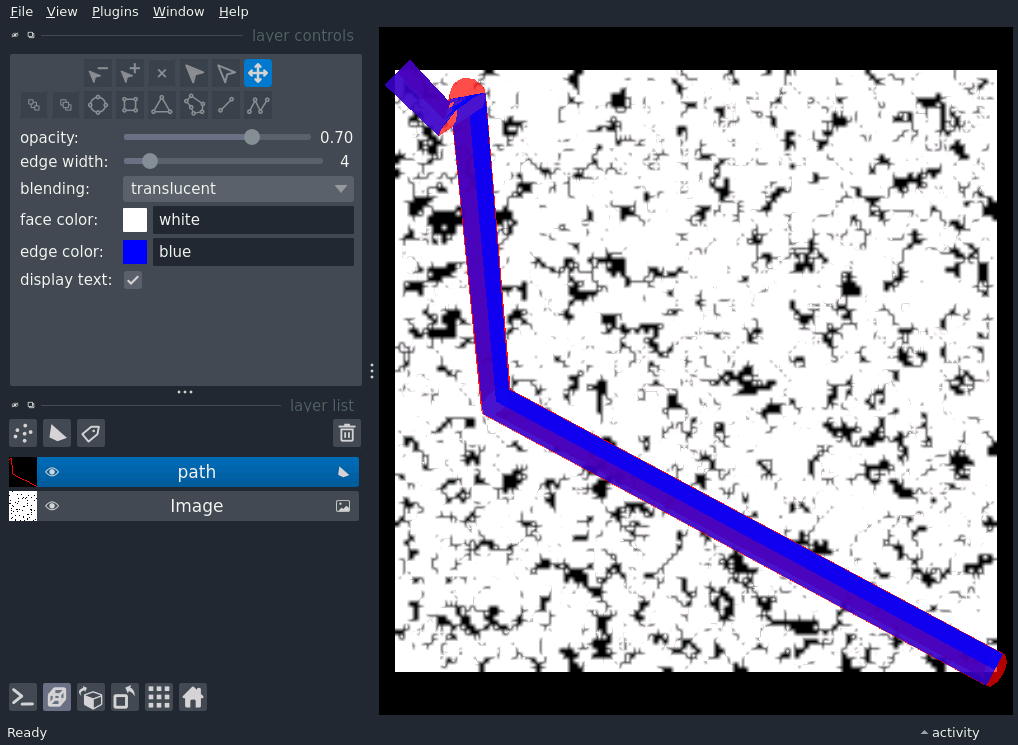 File View Plugins Window Help
layer controls
opacity: 0.70
edge width: 4
blending: translucent
face color: white
edge color: blue
display text:
layer list
path
Image
Ready
activity